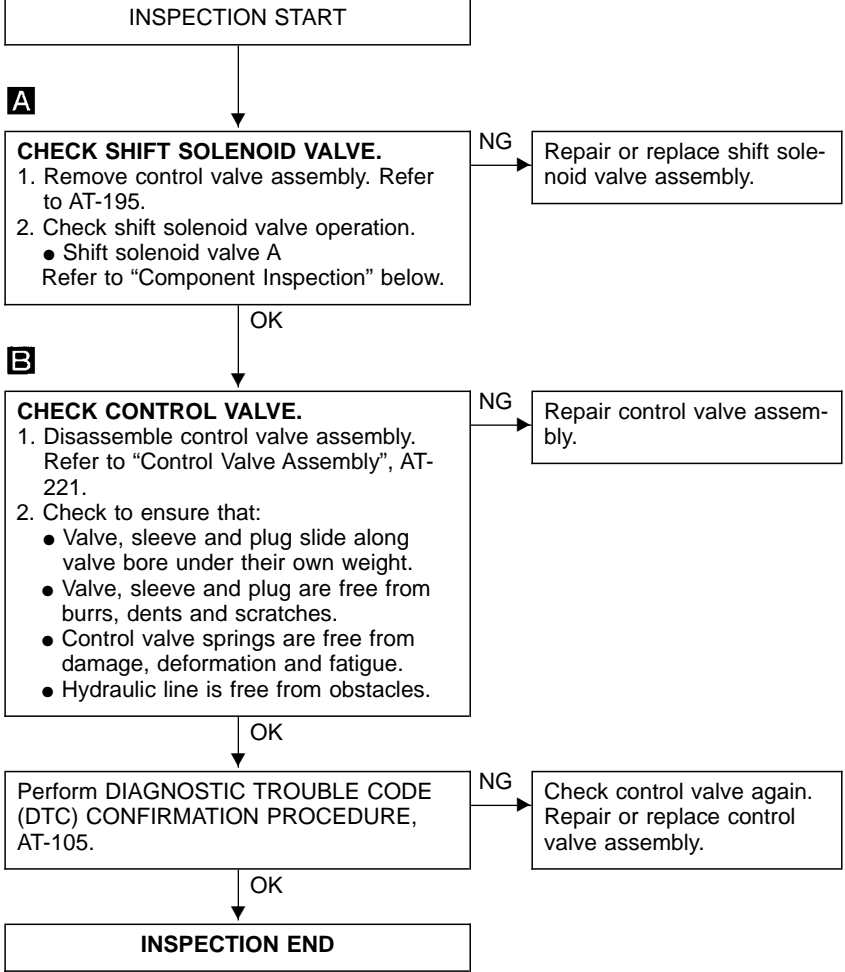 INSPECTION START
A
CHECK SHIFT SOLENOID VALVE.
1. Remove control valve assembly. Refer
to AT-195.
2. Check shift solenoid valve operation.
● Shift solenoid valve A
Refer to “Component Inspection” below.
NG
Repair or replace shift sole-
noid valve assembly.
OK
B
CHECK CONTROL VALVE.
1. Disassemble control valve assembly.
Refer to “Control Valve Assembly”, AT-
221.
2. Check to ensure that:
● Valve, sleeve and plug slide along
valve bore under their own weight.
● Valve, sleeve and plug are free from
burrs, dents and scratches.
● Control valve springs are free from
damage, deformation and fatigue.
● Hydraulic line is free from obstacles.
NG
Repair control valve assem-
bly.
OK
Perform DIAGNOSTIC TROUBLE CODE
(DTC) CONFIRMATION PROCEDURE,
AT-105.
NG
Check control valve again.
Repair or replace control
valve assembly.
OK
INSPECTION END